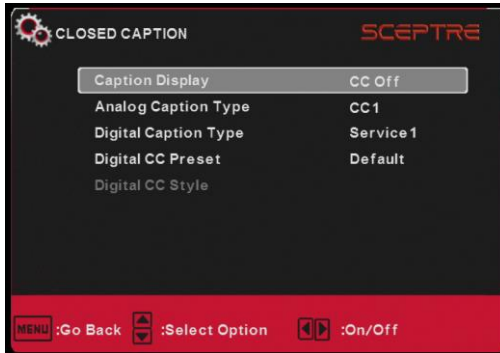 CLOSED CAPTION SCEPTRE
Caption Display CC Off
Analog Caption Type CC1
Digital Caption Type Service1
Digital CC Preset Default
Digital CC Style
MENU :Go Back :Select Option :On/Off